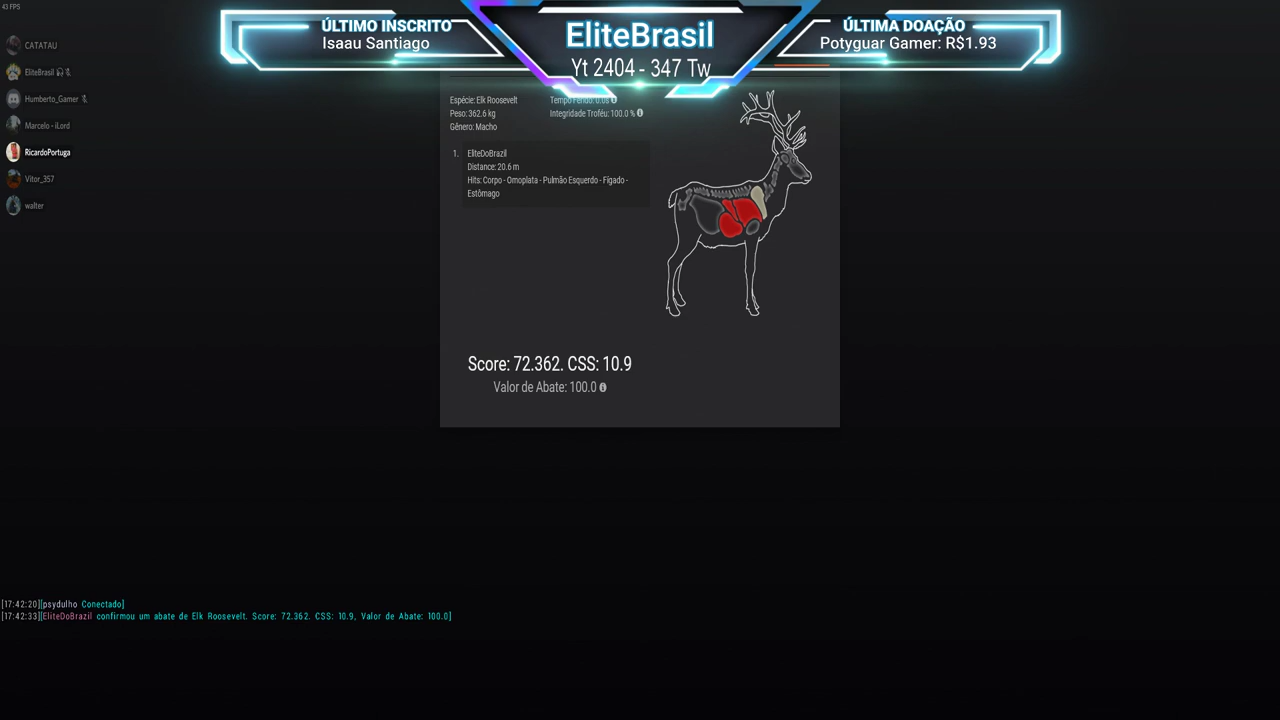 43 FPS
ÚLTIMO INSCRITO
Isaau Santiago
EliteBrasil
Yt 2404 - 347 Tw
ÚLTIMA DOAÇÃO
Potyguar Gamer: R$1.93
CATATAU
EliteBrasil
Humberto_Gamer
Marcelo - iLord
RicardoPortuga
Vitor_357
walter
Espécie: Elk Roosevelt
Peso: 362.6 kg
Gênero: Macho
Tempo Ferido: 0.0s
Integridade Troféu: 100.0 %
1. EliteDoBrazil
Distance: 20.6 m
Hits: Corpo - Omoplata - Pulmão Esquerdo - Fígado -
Estômago
Score: 72.362. CSS: 10.9
Valor de Abate: 100.0
[17:42:20][psydulho Conectado]
[17:42:33][EliteDoBrazil confirmou um abate de Elk Roosevelt. Score: 72.362. CSS: 10.9, Valor de Abate: 100.0]